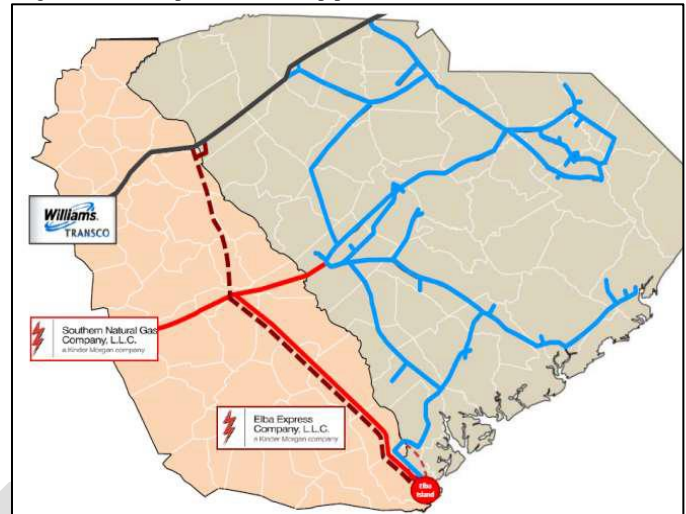 Williams.
TRANSCO
Southern Natural Gas
Company, L.L.C.
a Kinder Morgan company
Elba Express
Company, L.L.C.
a Kinder Morgan company
Elba
Island